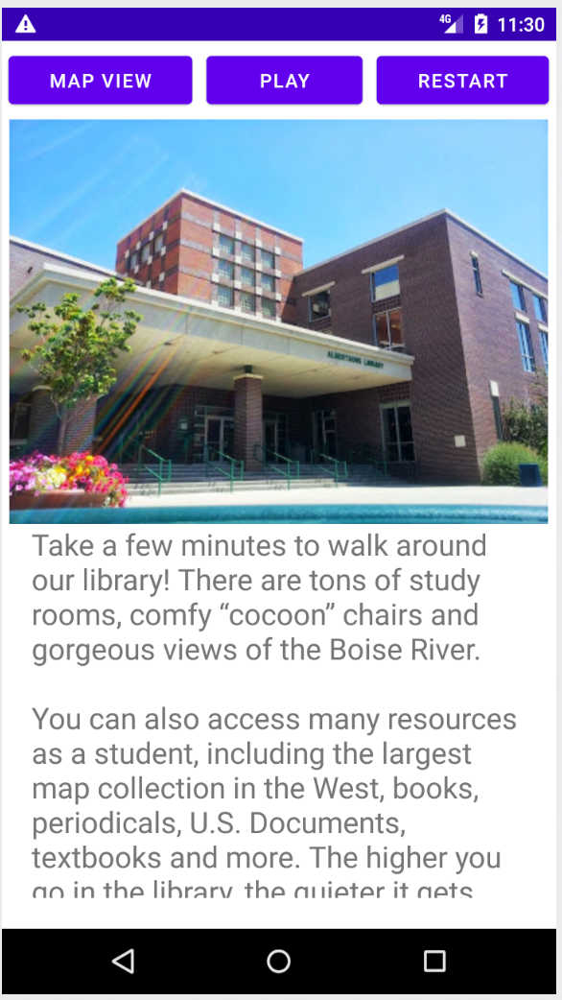 4G 11:30
MAP VIEW PLAY RESTART
ALBERTSONS LIBRARY
Take a few minutes to walk around
our library! There are tons of study
rooms, comfy “cocoon” chairs and
gorgeous views of the Boise River.
You can also access many resources
as a student, including the largest
map collection in the West, books,
periodicals, U.S. Documents,
textbooks and more. The higher you
go in the library, the quieter it gets